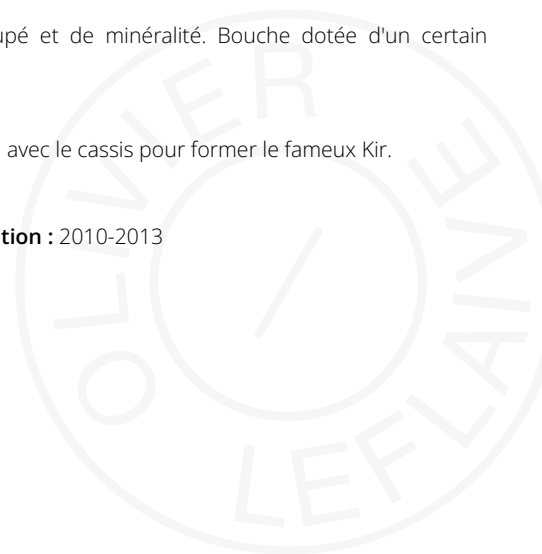 upé et de minéralité. Bouche dotée d'un certain
avec le cassis pour former le fameux Kir.
tion : 2010-2013
OLIVIER
LEFLAIVE